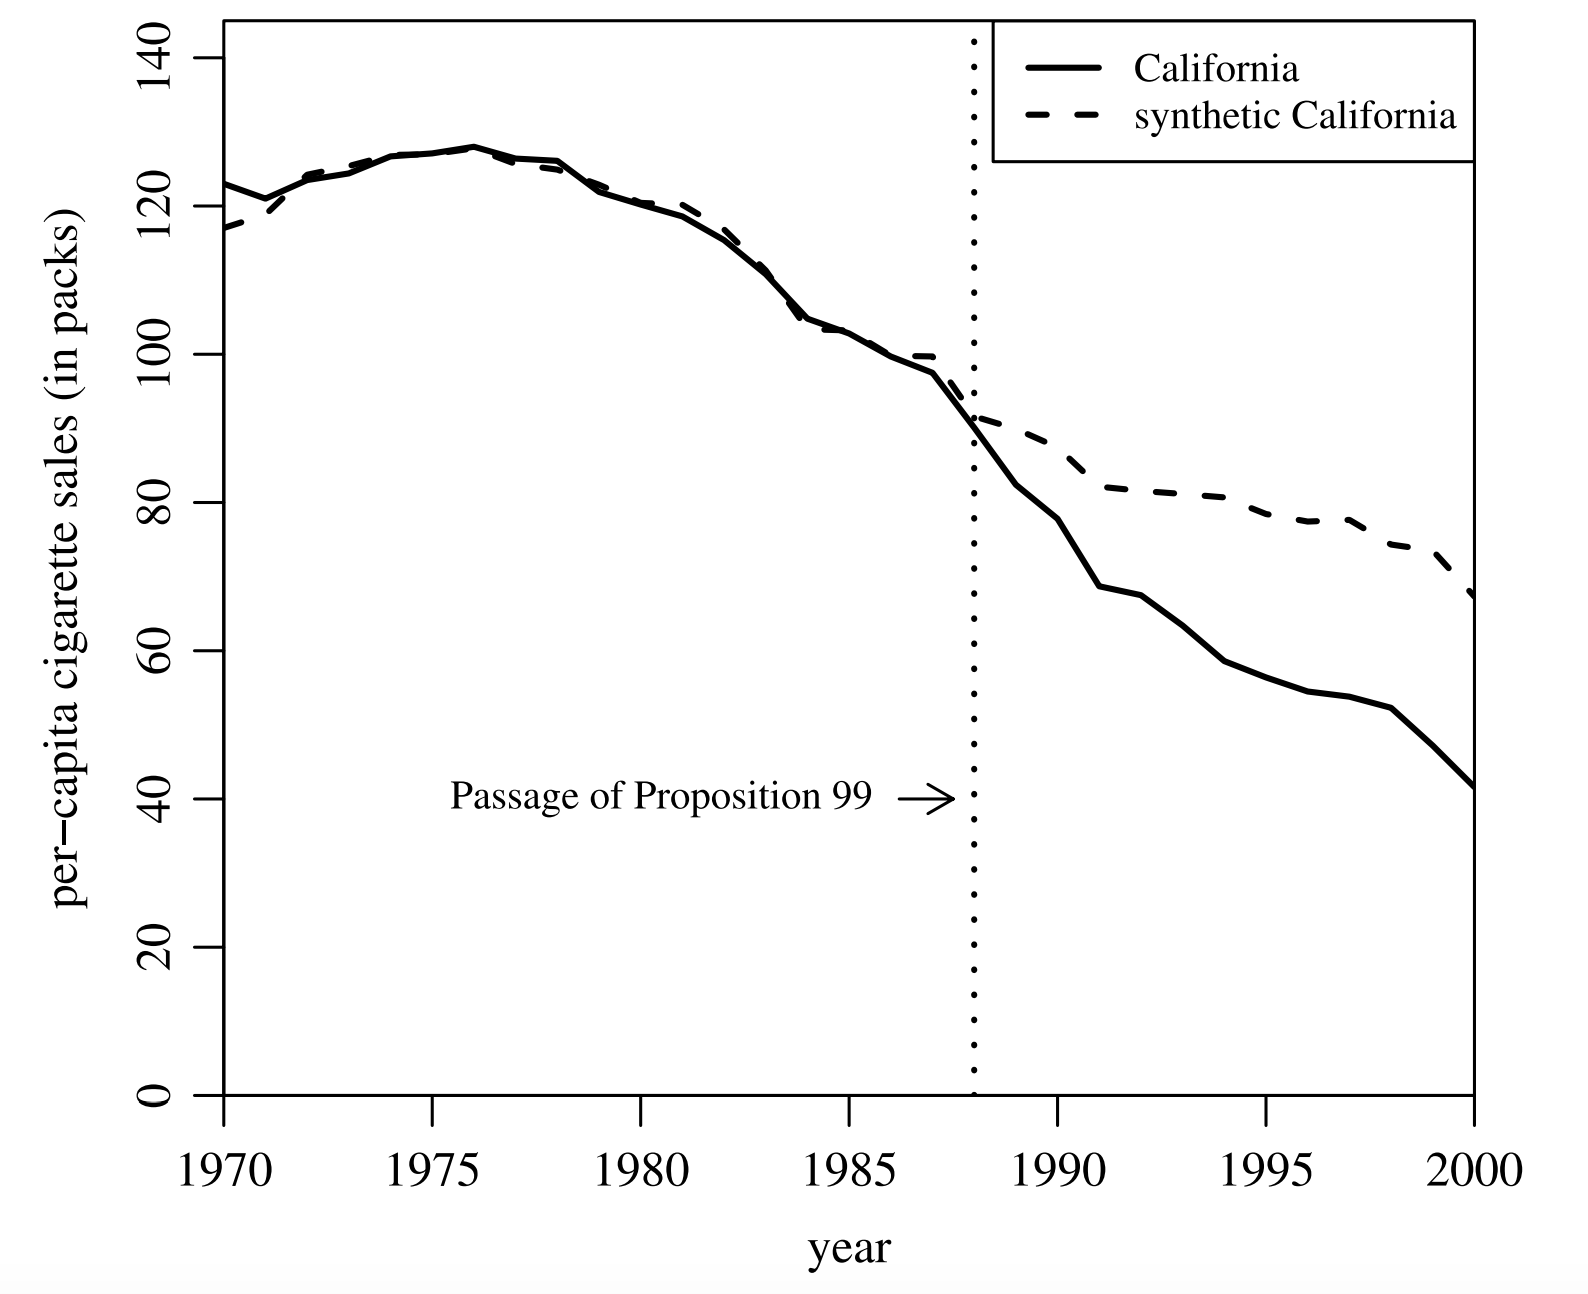 140
120
100
80
60
40
20
0
per−capita cigarette sales (in packs)
California
synthetic California
Passage of Proposition 99
1970 1975 1980 1985 1990 1995 2000
year